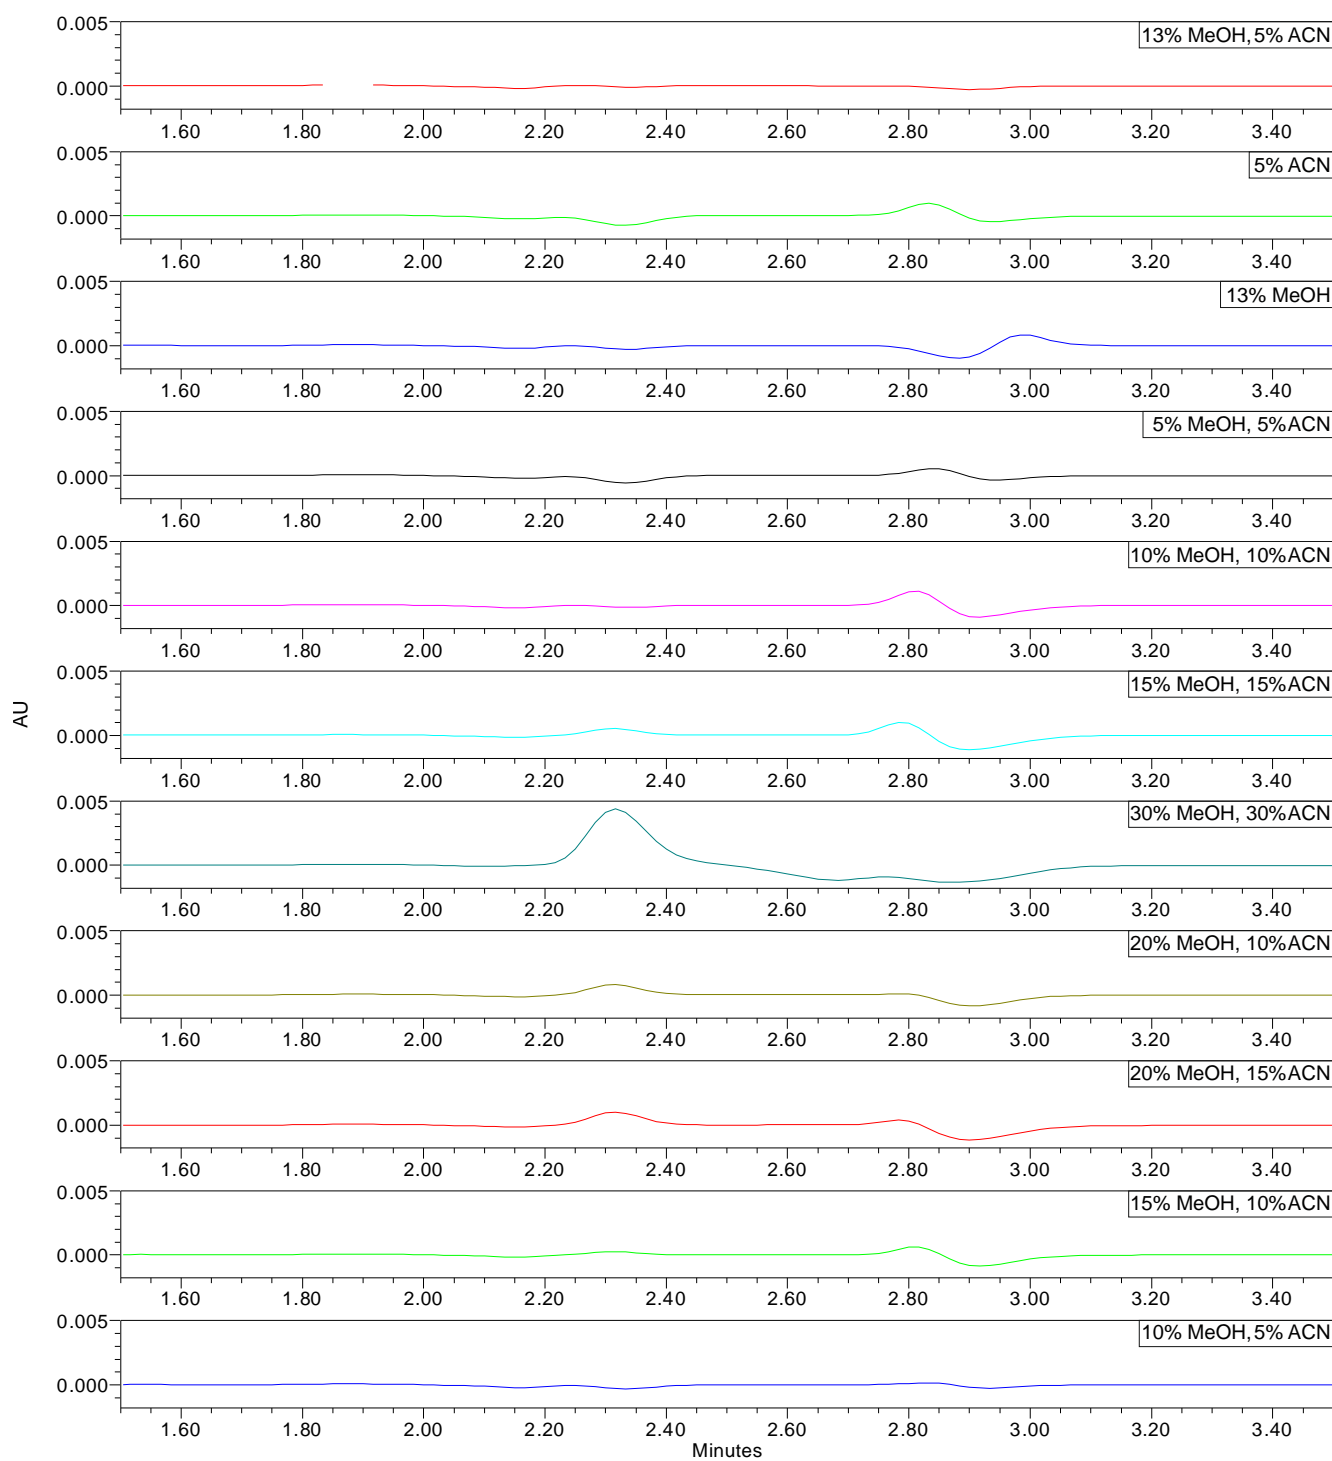 0.005
13% MeOH, 5% ACN
0.000
1.60 1.80 2.00 2.20 2.40 2.60 2.80 3.00 3.20 3.40
0.005
5% ACN
0.000
1.60 1.80 2.00 2.20 2.40 2.60 2.80 3.00 3.20 3.40
0.005
13% MeOH
0.000
1.60 1.80 2.00 2.20 2.40 2.60 2.80 3.00 3.20 3.40
0.005
5% MeOH, 5%ACN
0.000
1.60 1.80 2.00 2.20 2.40 2.60 2.80 3.00 3.20 3.40
0.005
10% MeOH, 10%ACN
0.000
1.60 1.80 2.00 2.20 2.40 2.60 2.80 3.00 3.20 3.40
0.005
15% MeOH, 15%ACN
AU
0.000
1.60 1.80 2.00 2.20 2.40 2.60 2.80 3.00 3.20 3.40
0.005
30% MeOH, 30%ACN
0.000
1.60 1.80 2.00 2.20 2.40 2.60 2.80 3.00 3.20 3.40
0.005
20% MeOH, 10%ACN
0.000
1.60 1.80 2.00 2.20 2.40 2.60 2.80 3.00 3.20 3.40
0.005
20% MeOH, 15%ACN
0.000
1.60 1.80 2.00 2.20 2.40 2.60 2.80 3.00 3.20 3.40
0.005
15% MeOH, 10%ACN
0.000
1.60 1.80 2.00 2.20 2.40 2.60 2.80 3.00 3.20 3.40
0.005
10% MeOH, 5% ACN
0.000
1.60 1.80 2.00 2.20 2.40 2.60 2.80 3.00 3.20 3.40
Minutes